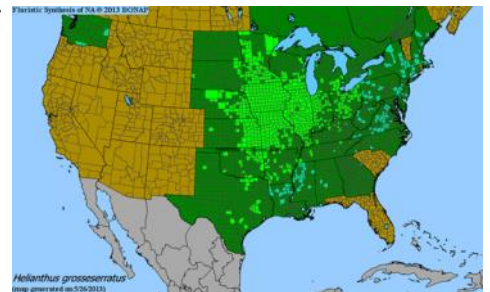 Floristic Synthesis of NA © 2013 BONAP
Helianthus grosseserratus
(map generated on 5/26/2013)